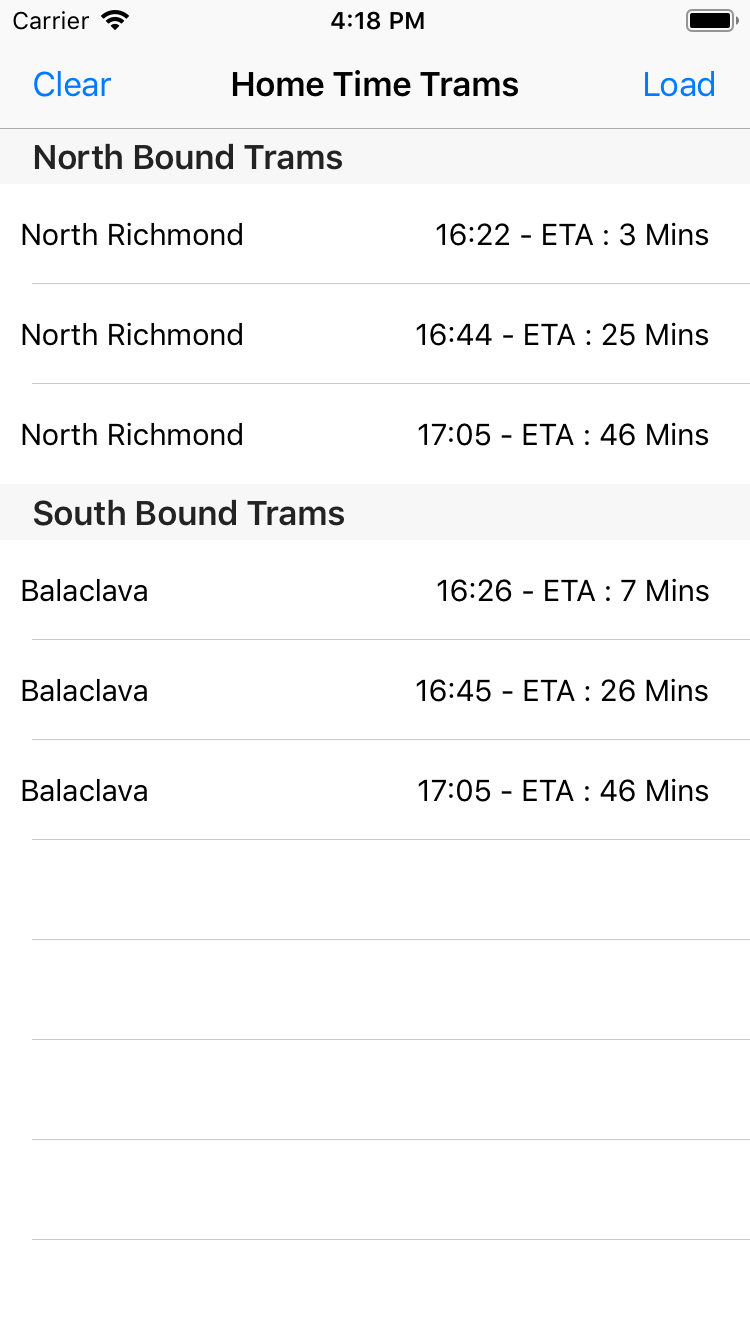 Carrier 4:18 PM
Clear Home Time Trams Load
North Bound Trams
North Richmond 16:22 - ETA : 3 Mins
North Richmond 16:44 - ETA : 25 Mins
North Richmond 17:05 - ETA : 46 Mins
South Bound Trams
Balaclava 16:26 - ETA : 7 Mins
Balaclava 16:45 - ETA : 26 Mins
Balaclava 17:05 - ETA : 46 Mins